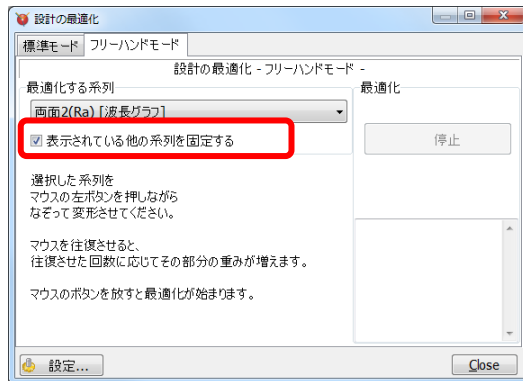 設計の最適化
標準モード フリーハンドモード
設計の最適化 - フリーハンドモード -
最適化する系列
両面2(Ra) [波長グラフ]
表示されている他の系列を固定する
最適化
停止
選択した系列を
マウスの左ボタンを押しながら
なぞって変形させてください。
マウスを往復させると、
往復させた回数に応じてその部分の重みが増えます。
マウスのボタンを放すと最適化が始まります。
設定...
Close